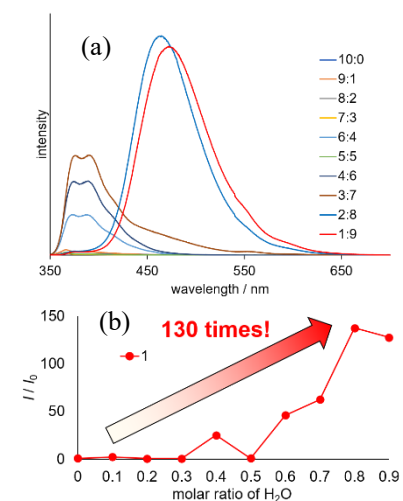 (a)
intensity
10:0
9:1
8:2
7:3
6:4
5:5
4:6
3:7
2:8
1:9
350 450 550 650
wavelength / nm
(b)
150
130 times!
100
1
I / I₀
50
0
0 0.1 0.2 0.3 0.4 0.5 0.6 0.7 0.8 0.9
molar ratio of H₂O